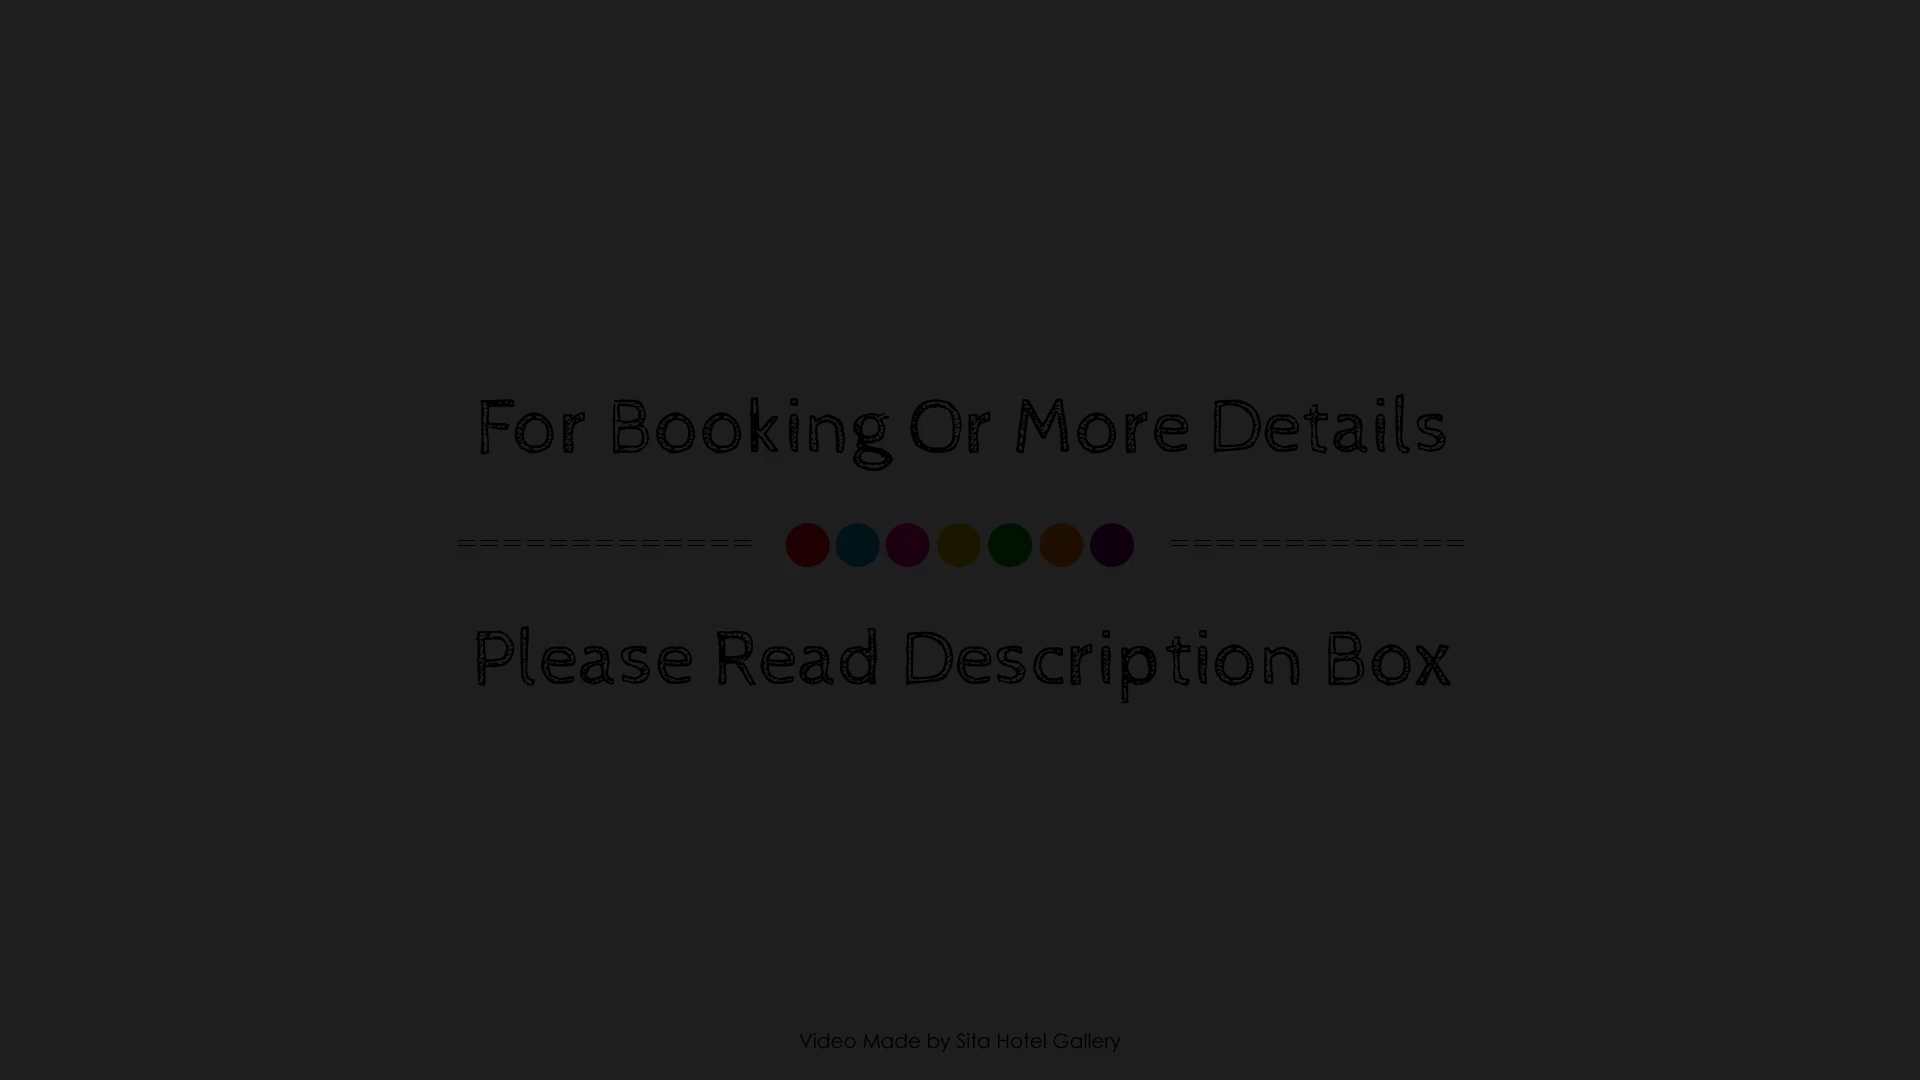 For Booking Or More Details
============= =============
Please Read Description Box
Video Made by Sita Hotel Gallery